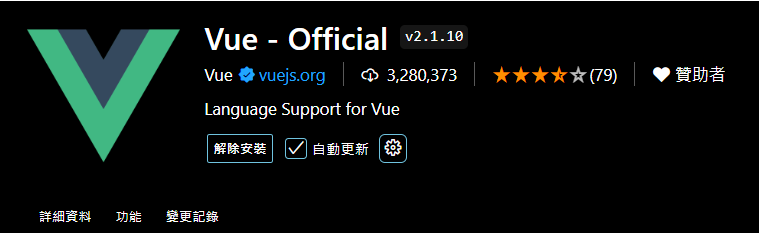 Vue - Official v2.1.10
Vue vuejs.org 3,280,373 (79) 贊助者
Language Support for Vue
解除安裝 自動更新
詳細資料 功能 變更記錄